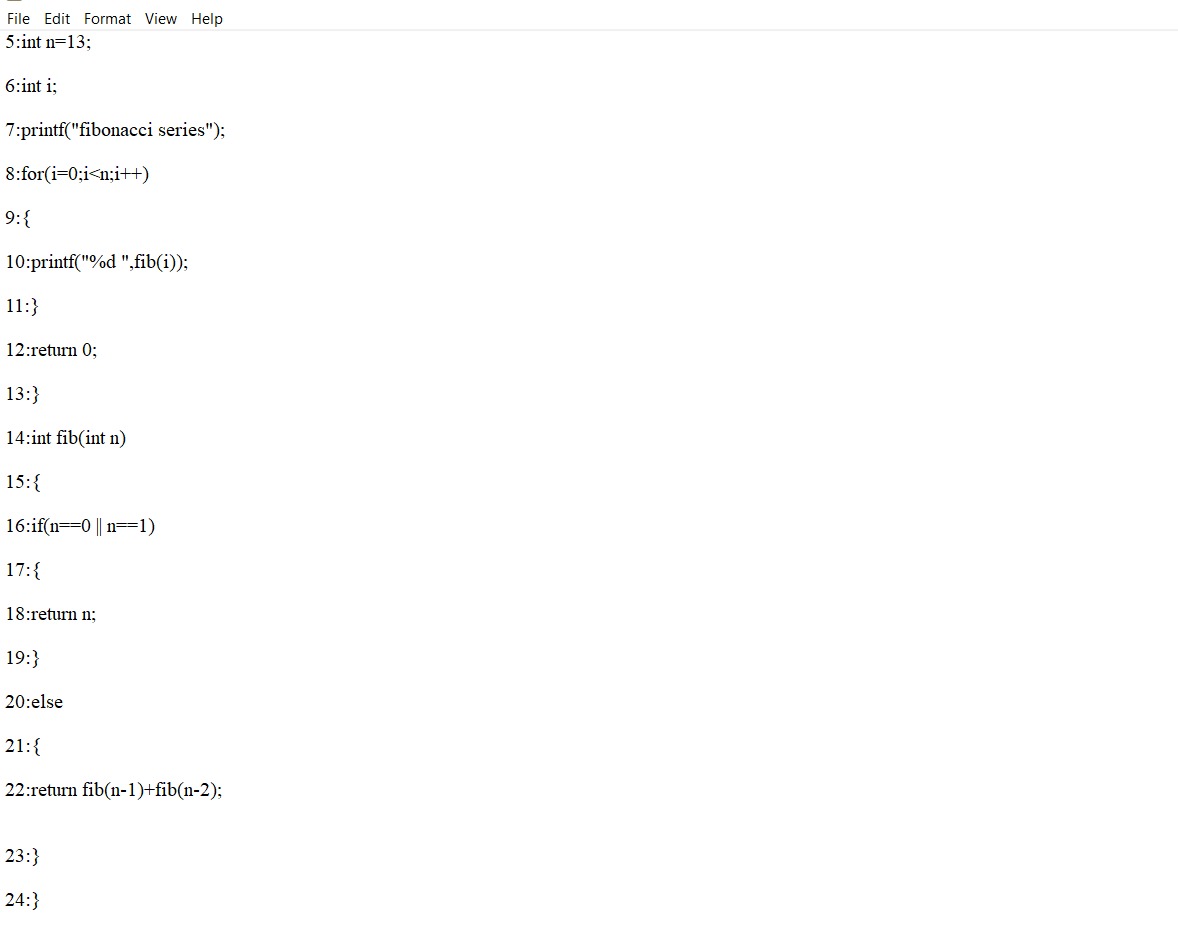 File Edit Format View Help
5:int n=13;
6:int i;
7:printf("fibonacci series");
8:for(i=0;i<n;i++)
9:{
10:printf("%d ",fib(i));
11:}
12:return 0;
13:}
14:int fib(int n)
15:{
16:if(n==0 || n==1)
17:{
18:return n;
19:}
20:else
21:{
22:return fib(n-1)+fib(n-2);
23:}
24:}